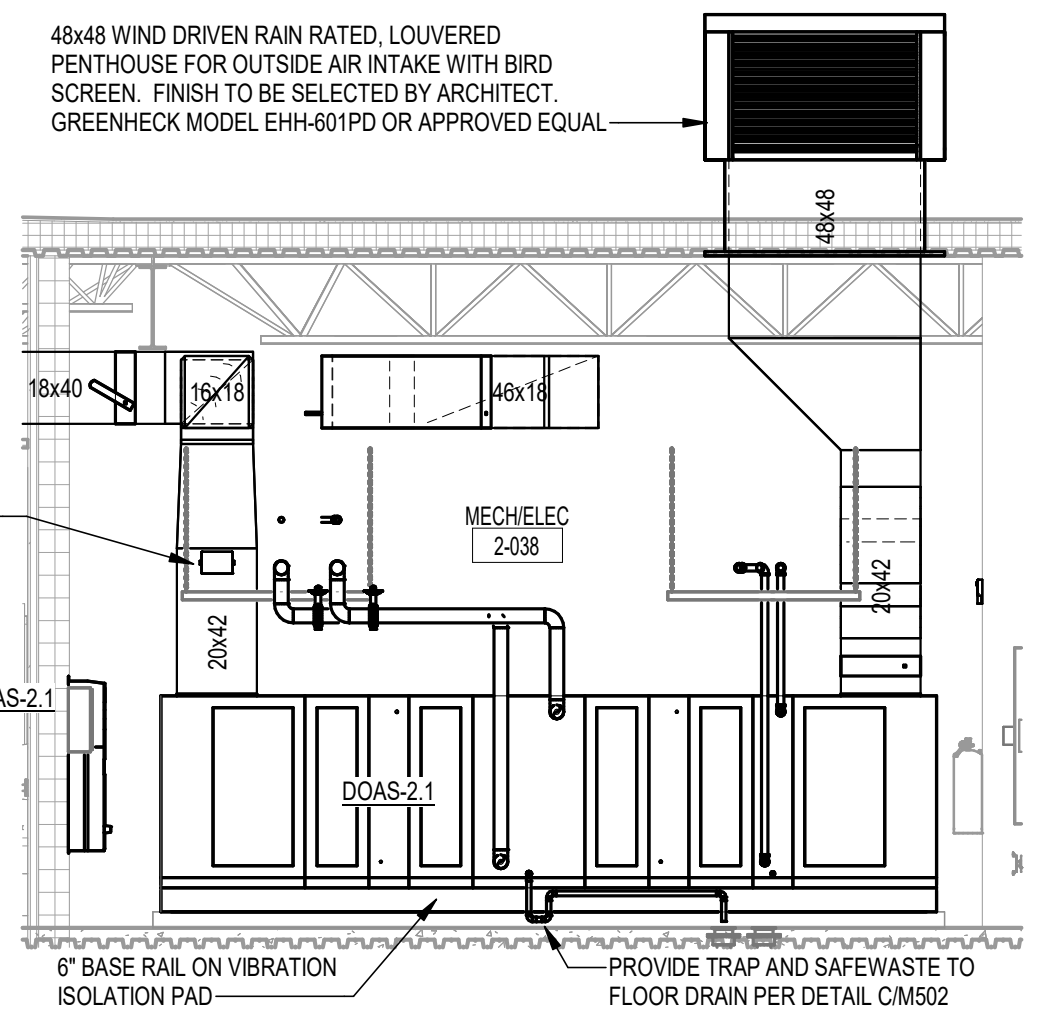 48x48 WIND DRIVEN RAIN RATED, LOUVERED
PENTHOUSE FOR OUTSIDE AIR INTAKE WITH BIRD
SCREEN. FINISH TO BE SELECTED BY ARCHITECT.
GREENHECK MODEL EHH-601PD OR APPROVED EQUAL
48x48
18x40
16x18
46x18
MECH/ELEC
2-038
20x42
20x42
AS-2.1
DOAS-2.1
6" BASE RAIL ON VIBRATION
ISOLATION PAD
PROVIDE TRAP AND SAFEWASTE TO
FLOOR DRAIN PER DETAIL C/M502